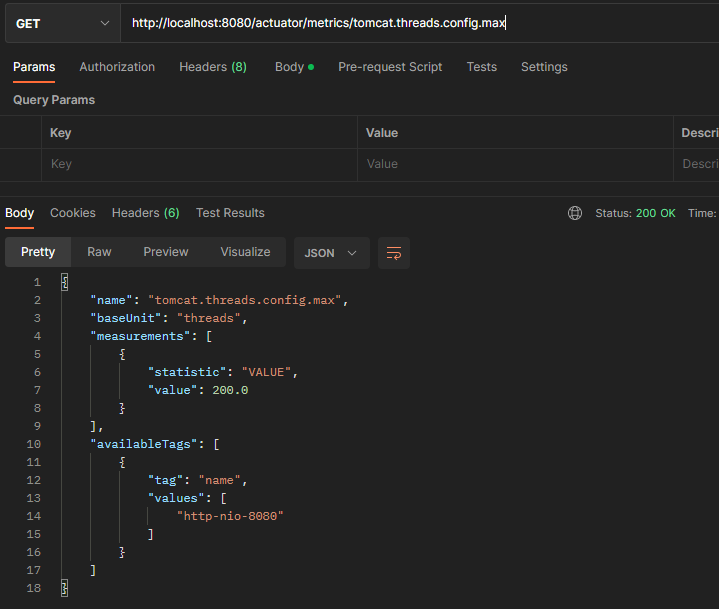 GET http://localhost:8080/actuator/metrics/tomcat.threads.config.max
Params Authorization Headers (8) Body Pre-request Script Tests Settings
Query Params
Key Value Descri
Key Value Descri
Body Cookies Headers (6) Test Results Status: 200 OK Time:
Pretty Raw Preview Visualize JSON
1 {
2 "name": "tomcat.threads.config.max",
3 "baseUnit": "threads",
4 "measurements": [
5 {
6 "statistic": "VALUE",
7 "value": 200.0
8 }
9 ],
10 "availableTags": [
11 {
12 "tag": "name",
13 "values": [
14 "http-nio-8080"
15 ]
16 }
17 ]
18 }